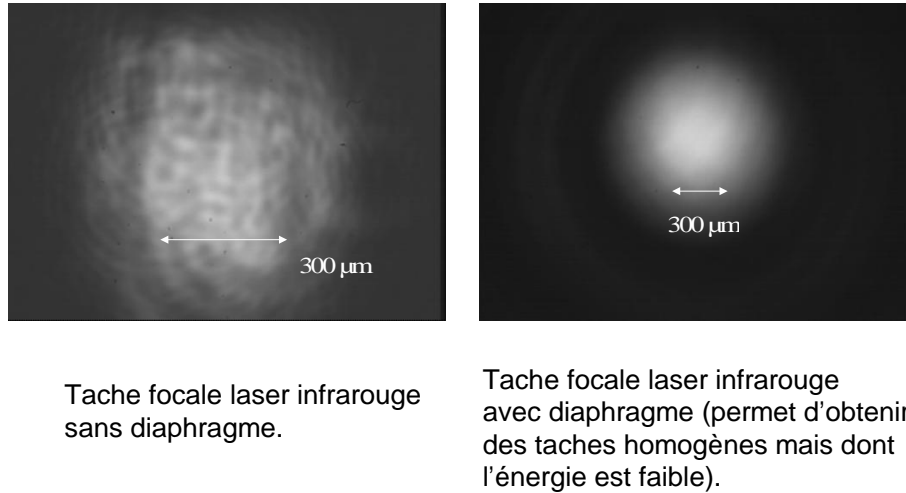 300 µm
300 µm
Tache focale laser infrarouge
sans diaphragme.
Tache focale laser infrarouge
avec diaphragme (permet d'obtenir
des taches homogènes mais dont
l'énergie est faible).